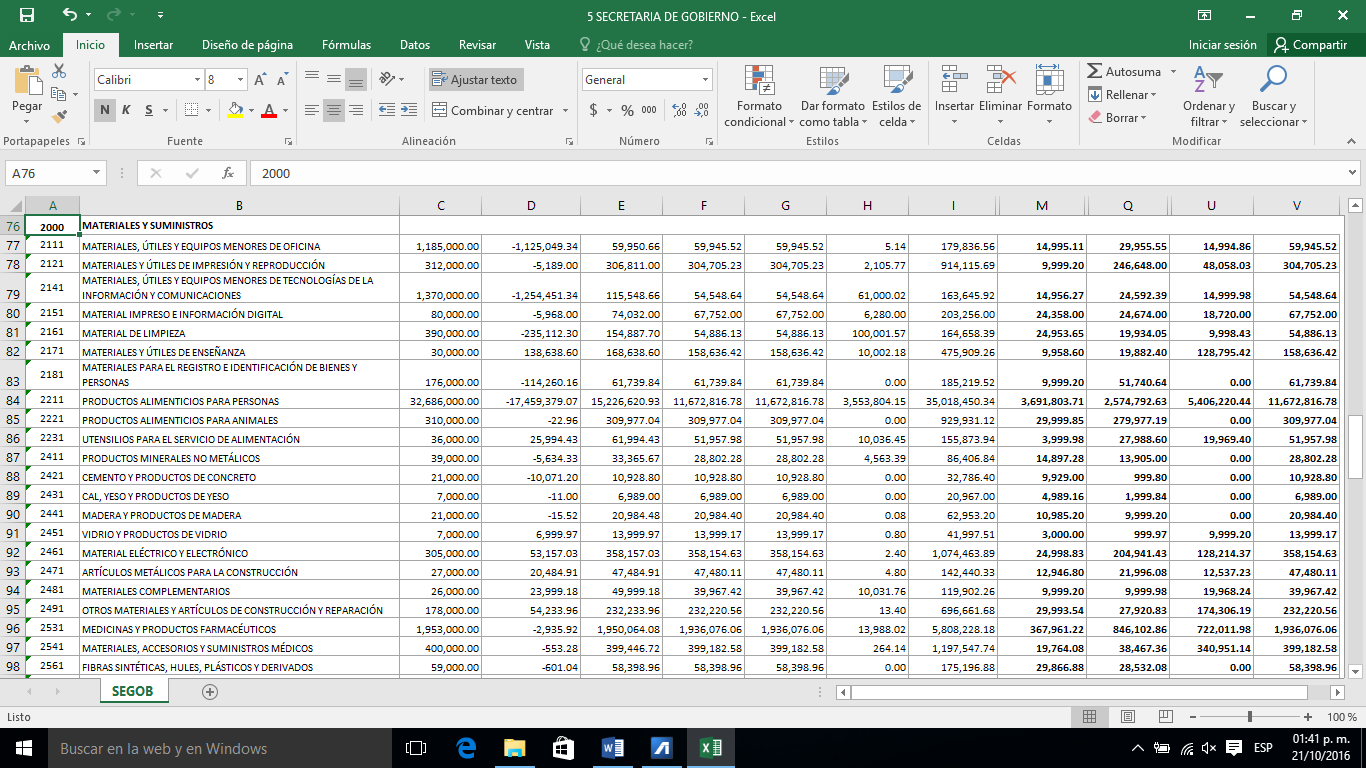 5 SECRETARIA DE GOBIERNO - Excel
Archivo Inicio Insertar Diseño de página Fórmulas Datos Revisar Vista ¿Qué desea hacer? Iniciar sesión Compartir
Calibri 8 A A Ajustar texto General Autosuma
Pegar Formato Dar formato Estilos de Insertar Eliminar Formato Rellenar Ordenar y Buscar y
N K S A Combinar y centrar $ % 000 condicional como tabla celda Borrar filtrar seleccionar
Portapapeles Fuente Alineación Número Estilos Celdas Modificar
A76 fx 2000
A B C D E F G H I M Q U V
76 2000 MATERIALES Y SUMINISTROS
77 2111 MATERIALES, ÚTILES Y EQUIPOS MENORES DE OFICINA 1,185,000.00 -1,125,049.34 59,950.66 59,945.52 59,945.52 5.14 179,836.56 14,995.11 29,955.55 14,994.86 59,945.52
78 2121 MATERIALES Y ÚTILES DE IMPRESIÓN Y REPRODUCCIÓN 312,000.00 -5,189.00 306,811.00 304,705.23 304,705.23 2,105.77 914,115.69 9,999.20 246,648.00 48,058.03 304,705.23
MATERIALES, ÚTILES Y EQUIPOS MENORES DE TECNOLOGÍAS DE LA
79 2141 INFORMACIÓN Y COMUNICACIONES 1,370,000.00 -1,254,451.34 115,548.66 54,548.64 54,548.64 61,000.02 163,645.92 14,956.27 24,592.39 14,999.98 54,548.64
80 2151 MATERIAL IMPRESO E INFORMACIÓN DIGITAL 80,000.00 -5,968.00 74,032.00 67,752.00 67,752.00 6,280.00 203,256.00 24,358.00 24,674.00 18,720.00 67,752.00
81 2161 MATERIAL DE LIMPIEZA 390,000.00 -235,112.30 154,887.70 54,886.13 54,886.13 100,001.57 164,658.39 24,953.65 19,934.05 9,998.43 54,886.13
82 2171 MATERIALES Y ÚTILES DE ENSEÑANZA 30,000.00 138,638.60 168,638.60 158,636.42 158,636.42 10,002.18 475,909.26 9,958.60 19,882.40 128,795.42 158,636.42
MATERIALES PARA EL REGISTRO E IDENTIFICACIÓN DE BIENES Y
83 2181 PERSONAS 176,000.00 -114,260.16 61,739.84 61,739.84 61,739.84 0.00 185,219.52 9,999.20 51,740.64 0.00 61,739.84
84 2211 PRODUCTOS ALIMENTICIOS PARA PERSONAS 32,686,000.00 -17,459,379.07 15,226,620.93 11,672,816.78 11,672,816.78 3,553,804.15 35,018,450.34 3,691,803.71 2,574,792.63 5,406,220.44 11,672,816.78
85 2221 PRODUCTOS ALIMENTICIOS PARA ANIMALES 310,000.00 -22.96 309,977.04 309,977.04 309,977.04 0.00 929,931.12 29,999.85 279,977.19 0.00 309,977.04
86 2231 UTENSILIOS PARA EL SERVICIO DE ALIMENTACIÓN 36,000.00 25,994.43 61,994.43 51,957.98 51,957.98 10,036.45 155,873.94 3,999.98 27,988.60 19,969.40 51,957.98
87 2411 PRODUCTOS MINERALES NO METÁLICOS 39,000.00 -5,634.33 33,365.67 28,802.28 28,802.28 4,563.39 86,406.84 14,897.28 13,905.00 0.00 28,802.28
88 2421 CEMENTO Y PRODUCTOS DE CONCRETO 21,000.00 -10,071.20 10,928.80 10,928.80 10,928.80 0.00 32,786.40 9,929.00 999.80 0.00 10,928.80
89 2431 CAL, YESO Y PRODUCTOS DE YESO 7,000.00 -11.00 6,989.00 6,989.00 6,989.00 0.00 20,967.00 4,989.16 1,999.84 0.00 6,989.00
90 2441 MADERA Y PRODUCTOS DE MADERA 21,000.00 -15.52 20,984.48 20,984.40 20,984.40 0.08 62,953.20 10,985.20 9,999.20 0.00 20,984.40
91 2451 VIDRIO Y PRODUCTOS DE VIDRIO 7,000.00 6,999.97 13,999.97 13,999.17 13,999.17 0.80 41,997.51 3,000.00 999.97 9,999.20 13,999.17
92 2461 MATERIAL ELÉCTRICO Y ELECTRÓNICO 305,000.00 53,157.03 358,157.03 358,154.63 358,154.63 2.40 1,074,463.89 24,998.83 204,941.43 128,214.37 358,154.63
93 2471 ARTÍCULOS METÁLICOS PARA LA CONSTRUCCIÓN 27,000.00 20,484.91 47,484.91 47,480.11 47,480.11 4.80 142,440.33 12,946.80 21,996.08 12,537.23 47,480.11
94 2481 MATERIALES COMPLEMENTARIOS 26,000.00 23,999.18 49,999.18 39,967.42 39,967.42 10,031.76 119,902.26 9,999.20 9,999.98 19,968.24 39,967.42
95 2491 OTROS MATERIALES Y ARTÍCULOS DE CONSTRUCCIÓN Y REPARACIÓN 178,000.00 54,233.96 232,233.96 232,220.56 232,220.56 13.40 696,661.68 29,993.54 27,920.83 174,306.19 232,220.56
96 2531 MEDICINAS Y PRODUCTOS FARMACÉUTICOS 1,953,000.00 -2,935.92 1,950,064.08 1,936,076.06 1,936,076.06 13,988.02 5,808,228.18 367,961.22 846,102.86 722,011.98 1,936,076.06
97 2541 MATERIALES, ACCESORIOS Y SUMINISTROS MÉDICOS 400,000.00 -553.28 399,446.72 399,182.58 399,182.58 264.14 1,197,547.74 19,764.08 38,467.36 340,951.14 399,182.58
98 2561 FIBRAS SINTÉTICAS, HULES, PLÁSTICOS Y DERIVADOS 59,000.00 -601.04 58,398.96 58,398.96 58,398.96 0.00 175,196.88 29,866.88 28,532.08 0.00 58,398.96
SEGOB
Listo 100 %
Buscar en la web y en Windows ESP 01:41 p. m.
21/10/2016